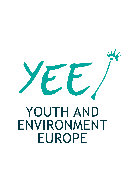 YEE
YOUTH AND
ENVIRONMENT
EUROPE